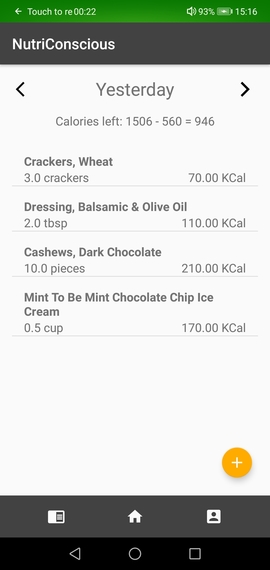 Touch to re 00:22 93% 15:16
NutriConscious
Yesterday
Calories left: 1506 - 560 = 946
Crackers, Wheat
3.0 crackers 70.00 KCal
Dressing, Balsamic & Olive Oil
2.0 tbsp 110.00 KCal
Cashews, Dark Chocolate
10.0 pieces 210.00 KCal
Mint To Be Mint Chocolate Chip Ice
Cream
0.5 cup 170.00 KCal